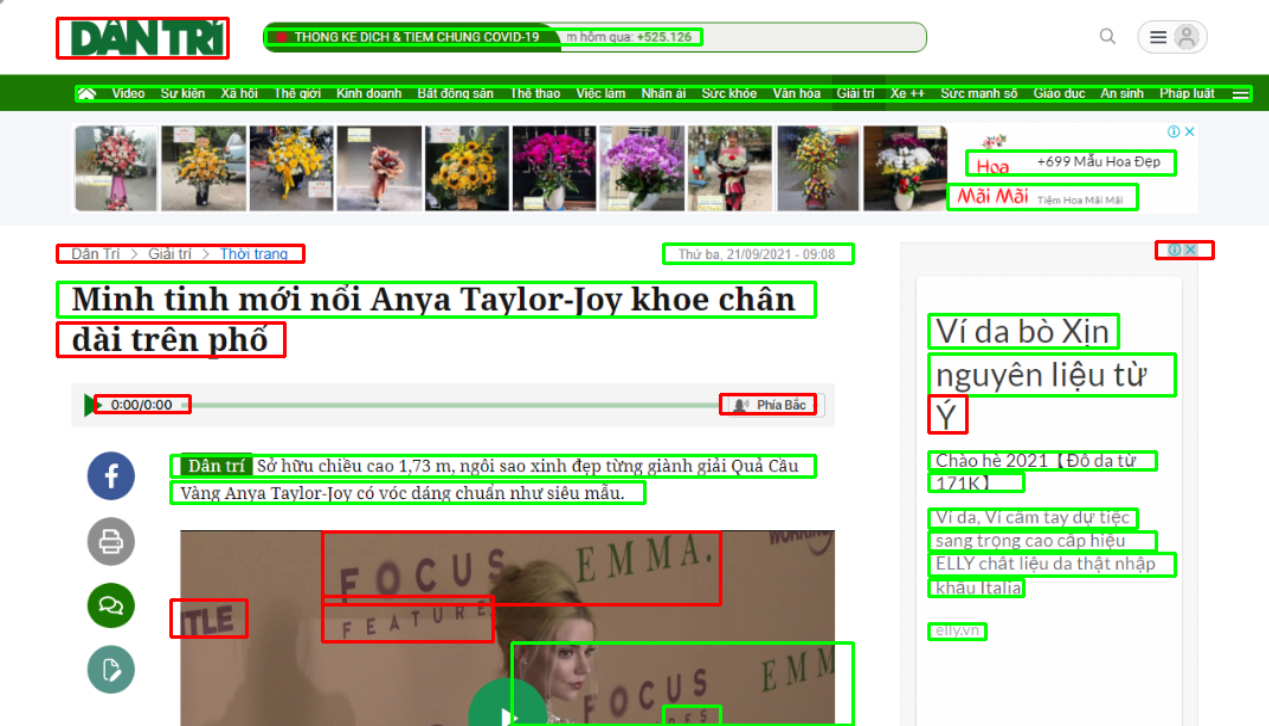 DÂN TRÍ
THỐNG KÊ DỊCH & TIÊM CHỦNG COVID-19 m hôm qua: +525.126
Video Sự kiện Xã hội Thế giới Kinh doanh Bất động sản Thể thao Việc làm Nhân ái Sức khỏe Văn hóa Giải trí Xe ++ Sức mạnh số Giáo dục An sinh Pháp luật
Hoa +699 Mẫu Hoa Đẹp
Mãi Mãi Tiệm Hoa Mãi Mãi
Dân Trí > Giải trí > Thời trang
Thứ ba, 21/09/2021 - 09:08
Minh tinh mới nổi Anya Taylor-Joy khoe chân
dài trên phố
0:00/0:00 Phía Bắc
Dân trí Sở hữu chiều cao 1,73 m, ngôi sao xinh đẹp từng giành giải Quả Cầu
Vàng Anya Taylor-Joy có vóc dáng chuẩn như siêu mẫu.
FOCUS EMMA.
FEATURES
TITLE
FOCUS EMM
Ví da bò Xịn
nguyên liệu từ
Ý
Chào hè 2021【Đồ da từ
171K】
Ví da, Ví cầm tay dự tiệc
sang trọng cao cấp hiệu
ELLY chất liệu da thật nhập
khẩu Italia
elly.vn